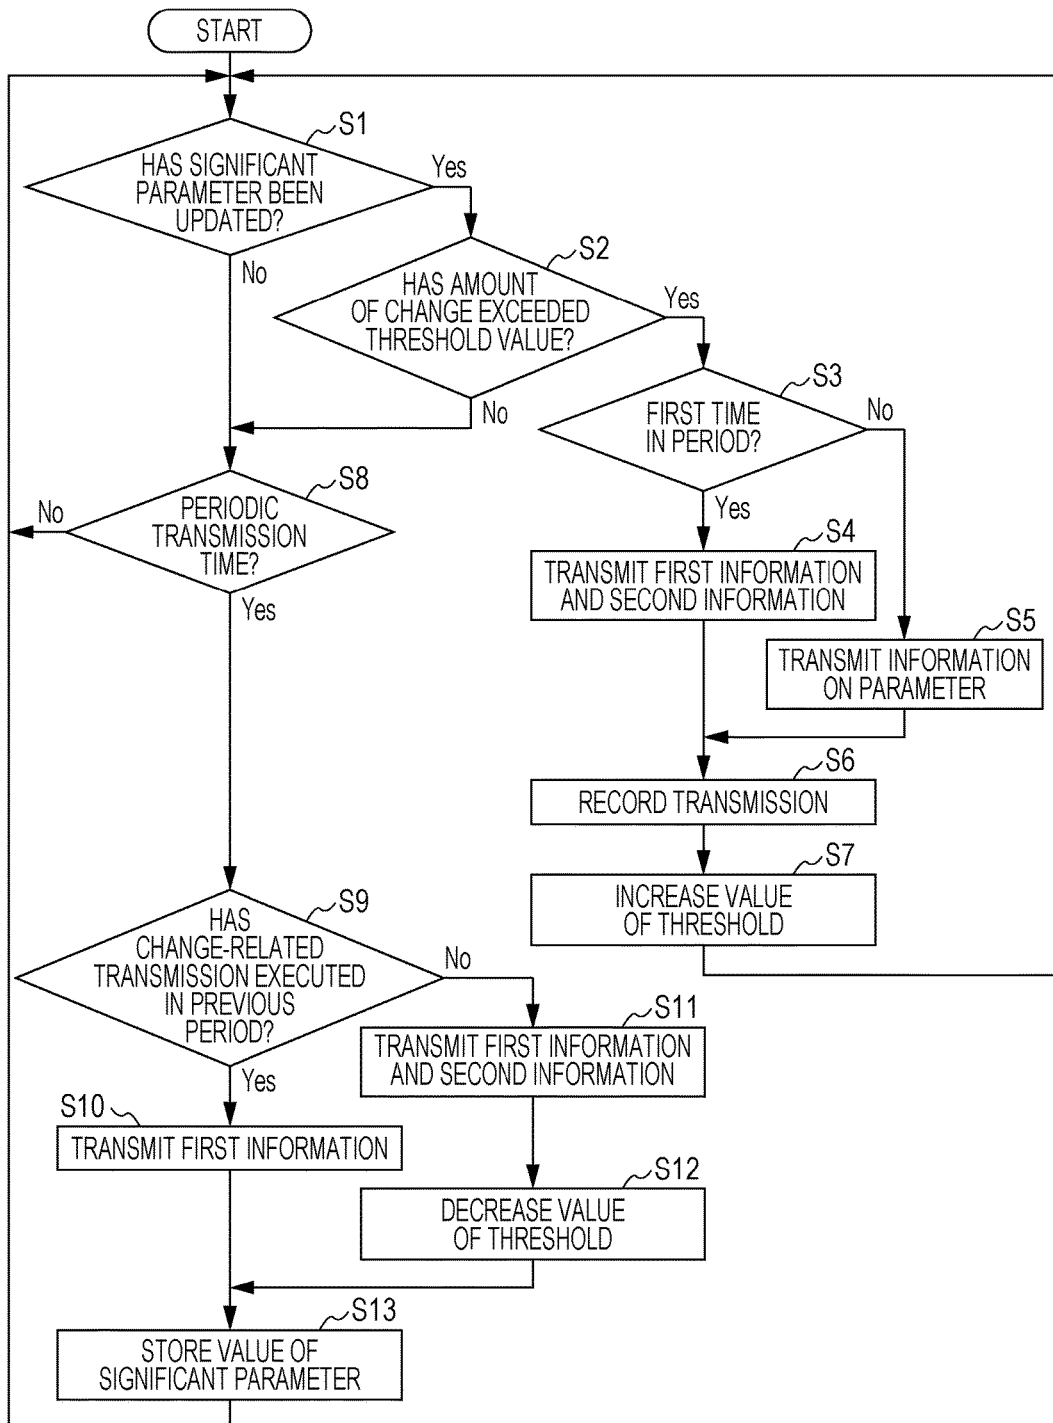 START
S1
HAS SIGNIFICANT
PARAMETER BEEN
UPDATED?
Yes
No
S2
HAS AMOUNT
OF CHANGE EXCEEDED
THRESHOLD VALUE?
Yes
No
S3
FIRST TIME
IN PERIOD?
No
Yes
S4
TRANSMIT FIRST INFORMATION
AND SECOND INFORMATION
S5
TRANSMIT INFORMATION
ON PARAMETER
S6
RECORD TRANSMISSION
S7
INCREASE VALUE
OF THRESHOLD
S8
PERIODIC
TRANSMISSION
TIME?
No
Yes
S9
HAS
CHANGE-RELATED
TRANSMISSION EXECUTED
IN PREVIOUS
PERIOD?
No
Yes
S10
TRANSMIT FIRST INFORMATION
S11
TRANSMIT FIRST INFORMATION
AND SECOND INFORMATION
S12
DECREASE VALUE
OF THRESHOLD
S13
STORE VALUE OF
SIGNIFICANT PARAMETER